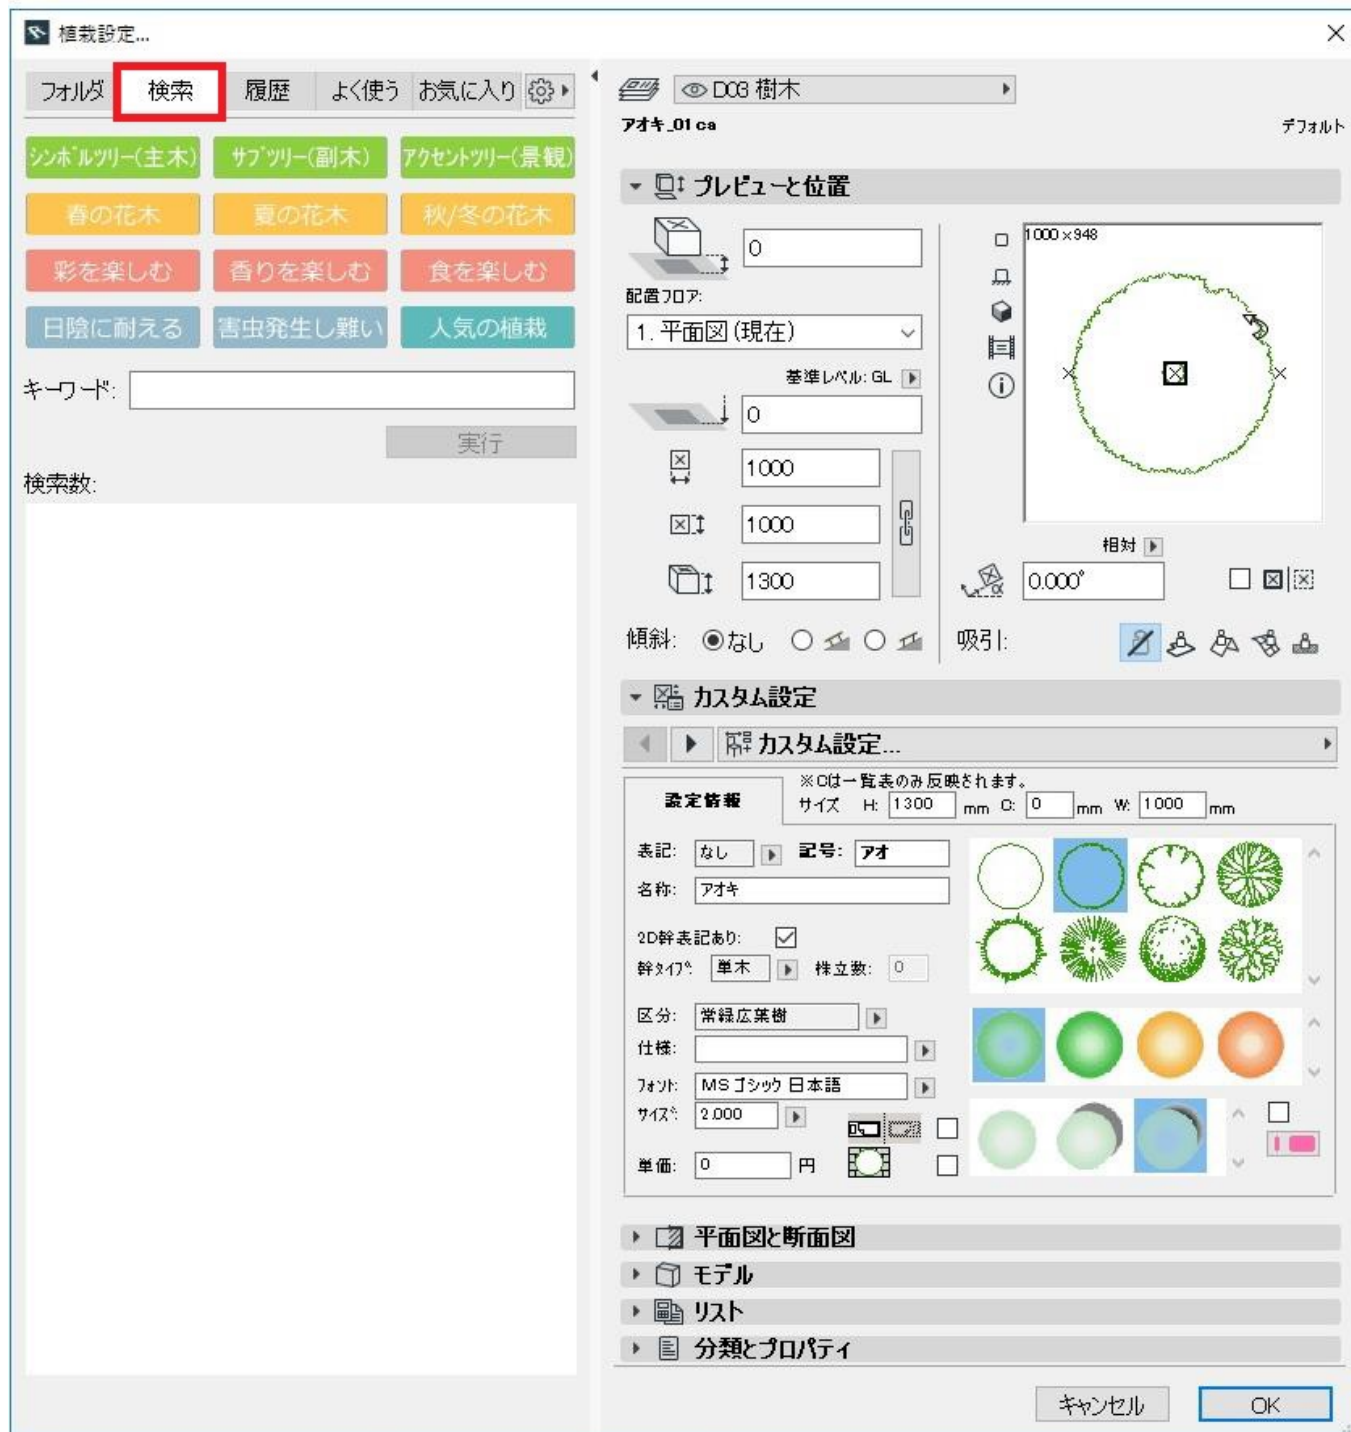 植栽設定...
フォルダ 検索 履歴 よく使う お気に入り
シンボルツリー(主木) サブツリー(副木) アクセントツリー(景観)
春の花木 夏の花木 秋/冬の花木
彩を楽しむ 香りを楽しむ 食を楽しむ
日陰に耐える 害虫発生し難い 人気の植栽
キーワード:
実行
検索数:
D03 樹木
アオキ_01 ca デフォルト
プレビューと位置
0
配置フロア:
1. 平面図 (現在)
基準レベル: GL
0
1000
1000
1300
1000×948
相対
0.000°
傾斜: なし
吸引:
カスタム設定
カスタム設定...
設定情報
※Cは一覧表のみ反映されます。
サイズ H: 1300 mm C: 0 mm W: 1000 mm
表記: なし 記号: アオ
名称: アオキ
2D幹表記あり:
幹タイプ: 単木 株立数: 0
区分: 常緑広葉樹
仕様:
フォント: MS ゴシック 日本語
サイズ: 2.000
単価: 0 円
平面図と断面図
モデル
リスト
分類とプロパティ
キャンセル OK